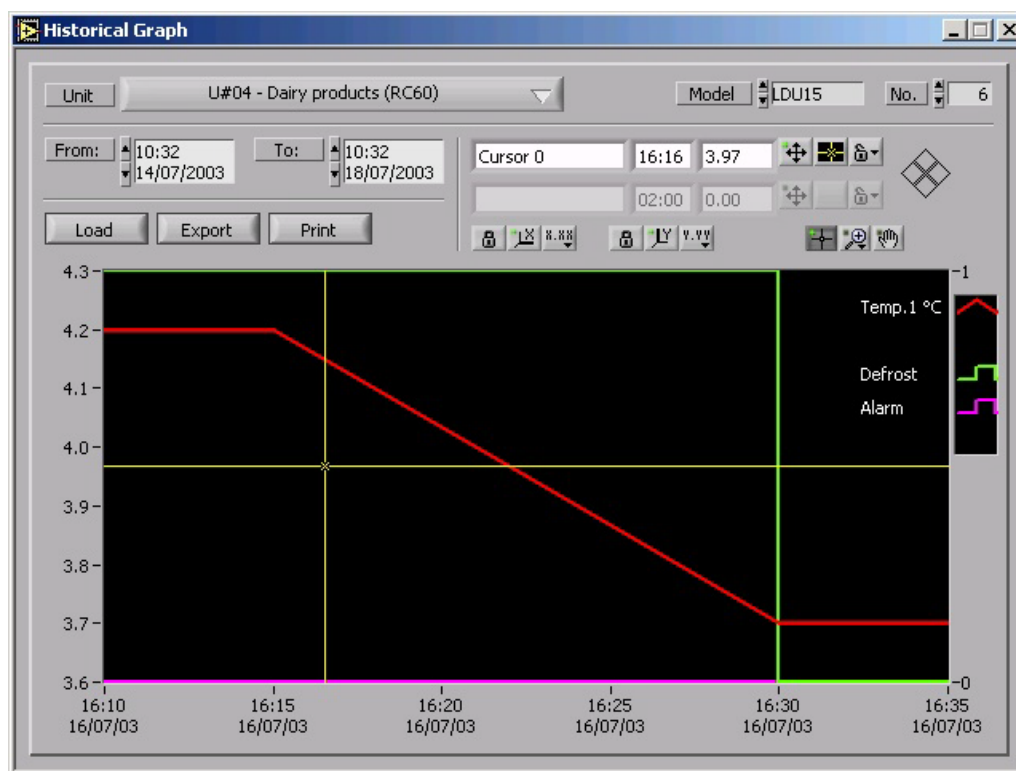 Historical Graph
Unit U#04 - Dairy products (RC60) Model LDU15 No. 6
From: 10:32 14/07/2003 To: 10:32 18/07/2003
Cursor 0 16:16 3.97
02:00 0.00
Load Export Print
X X.XX Y Y.YY
4.3 1
4.2
4.1
4.0
3.9
3.8
3.7
3.6 0
Temp.1 °C
Defrost
Alarm
16:10 16:15 16:20 16:25 16:30 16:35
16/07/03 16/07/03 16/07/03 16/07/03 16/07/03 16/07/03